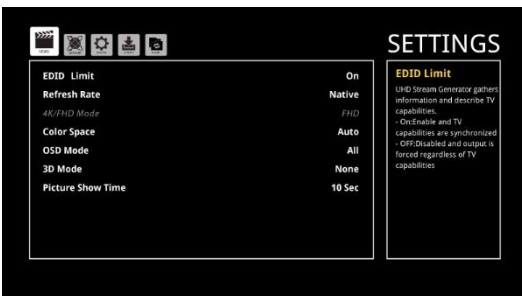 SETTINGS
EDID Limit On
Refresh Rate Native
4K/FHD Mode FHD
Color Space Auto
OSD Mode All
3D Mode None
Picture Show Time 10 Sec
EDID Limit
UHD Stream Generator gathers
information and describe TV
capabilities.
- On:Enable and TV
capabilities are synchronized
- OFF:Disabled and output is
forced regardless of TV
capabilities